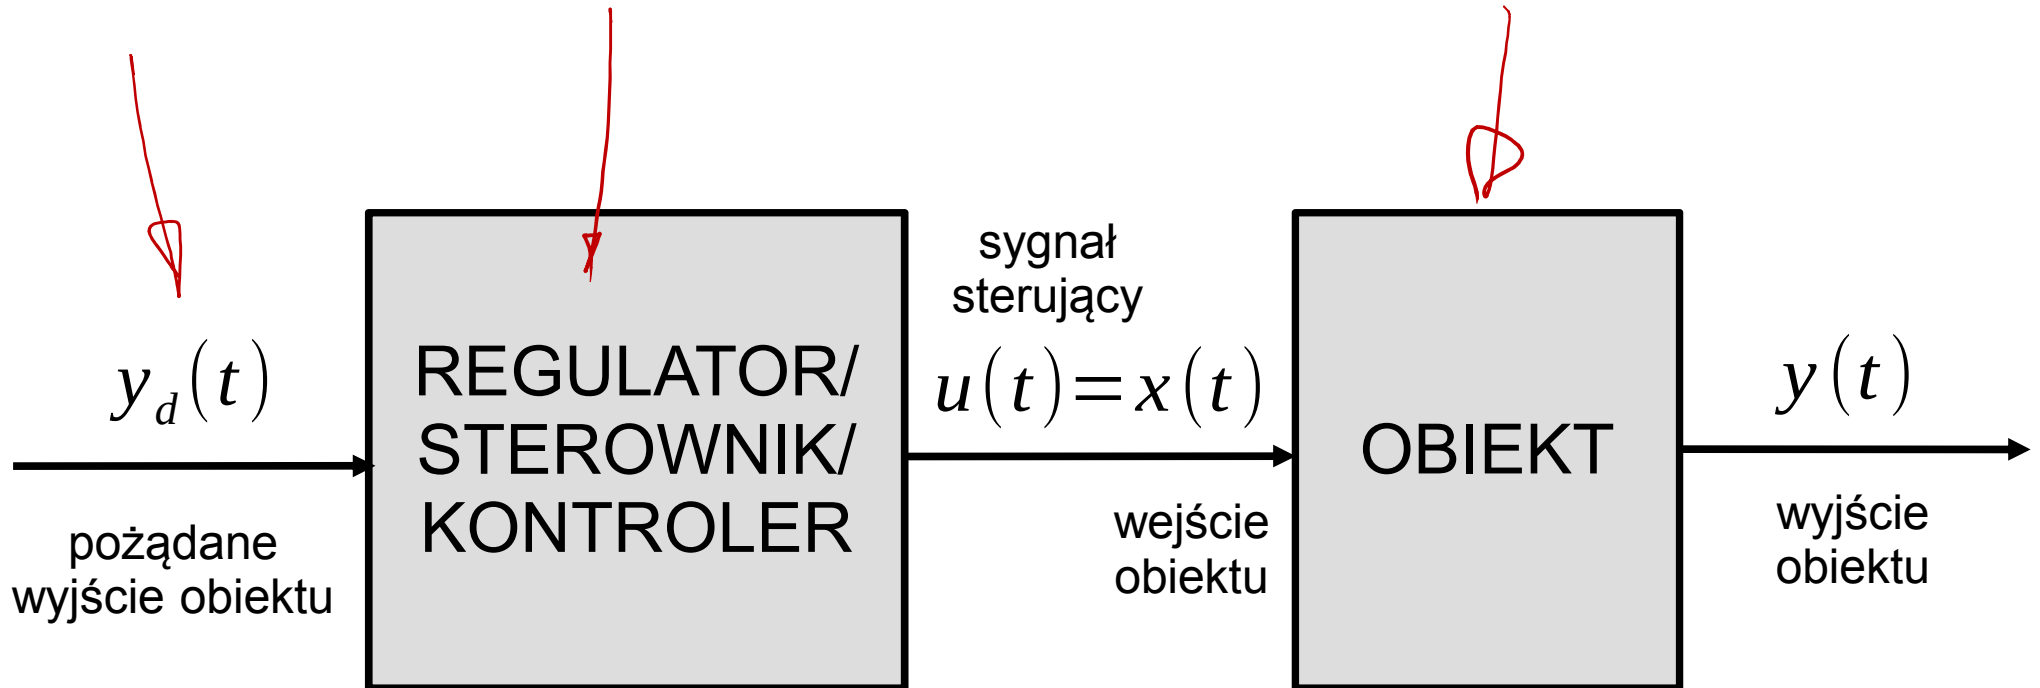 y_d(t)
pożądane
wyjście obiektu
REGULATOR/
STEROWNIK/
KONTROLER
sygnał
sterujący
u(t)=x(t)
wejście
obiektu
OBIEKT
y(t)
wyjście
obiektu